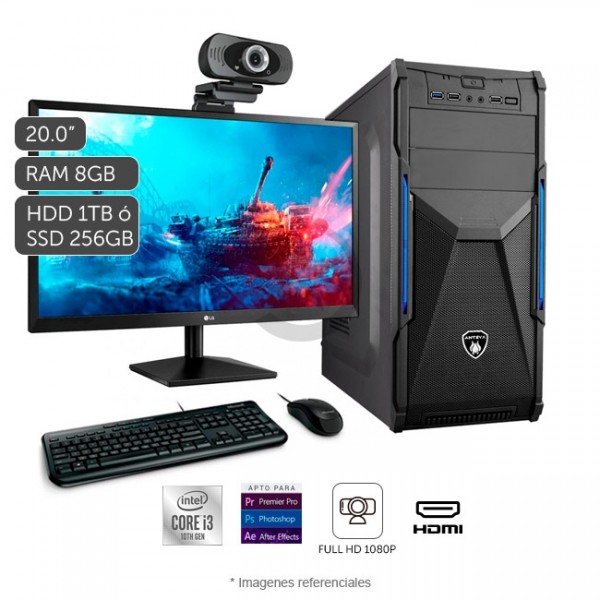 20.0"
RAM 8GB
HDD 1TB ó
SSD 256GB
LG
ANTRYX
intel
CORE i3
10TH GEN
APTO PARA
Pr Premier Pro
Ps Photoshop
Ae After Effects
FULL HD 1080P
HDMI
* Imagenes referenciales